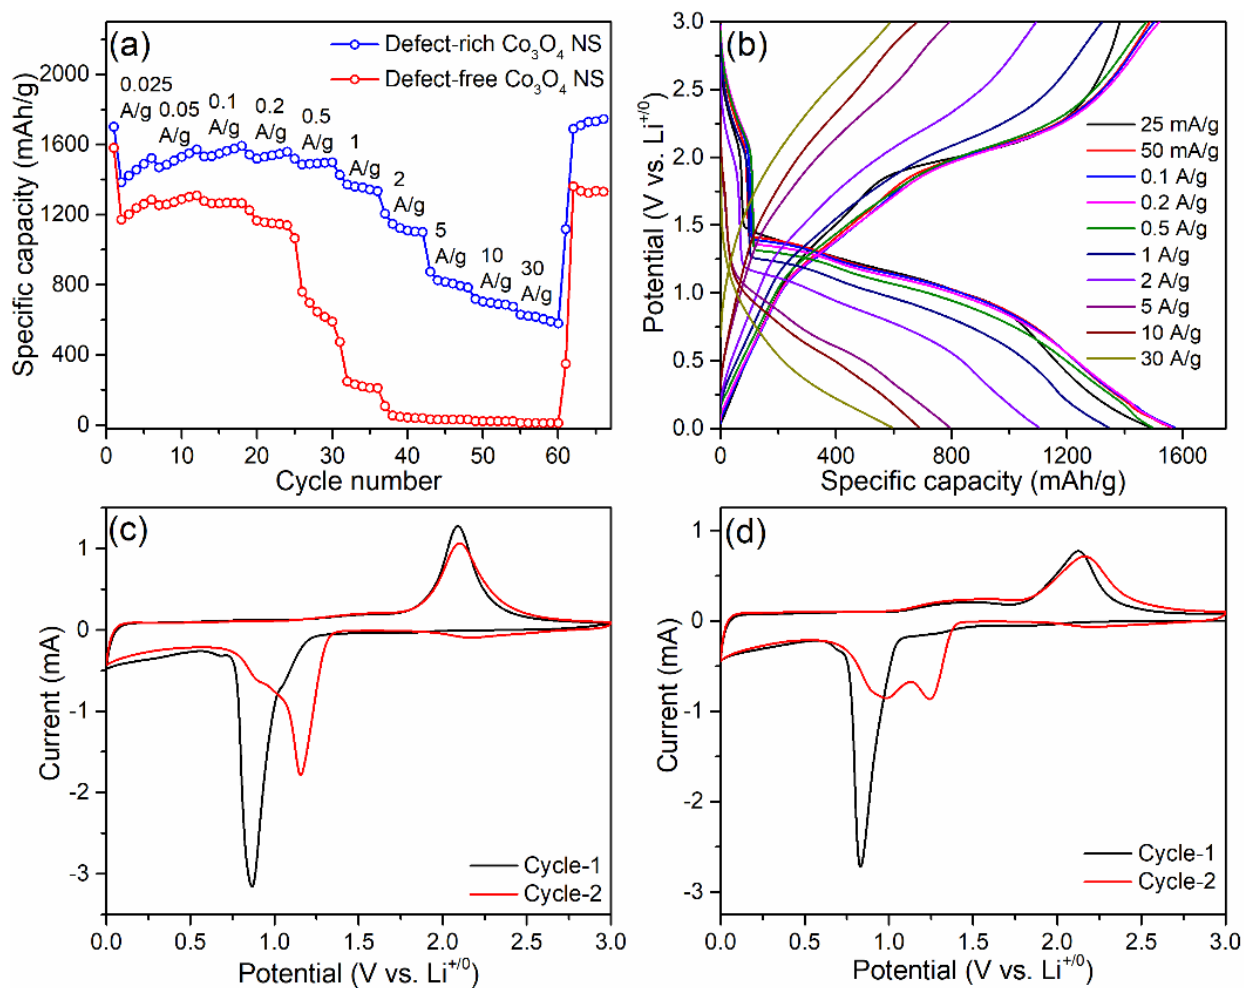 (a)
Defect-rich Co3O4 NS
Defect-free Co3O4 NS
0.025
A/g
0.05
A/g
0.1
A/g
0.2
A/g
0.5
A/g
1
A/g
2
A/g
5
A/g
10
A/g
30
A/g
2200
1800
1400
1200
800
400
0
0 10 20 30 40 50 60
Specific capacity (mAh/g)
Cycle number
(b)
25 mA/g
50 mA/g
0.1 A/g
0.2 A/g
0.5 A/g
1 A/g
2 A/g
5 A/g
10 A/g
30 A/g
3.0
2.5
2.0
1.5
1.0
0.5
0.0
0 400 800 1200 1600
Potential (V vs. Li+/0)
Specific capacity (mAh/g)
(c)
Cycle-1
Cycle-2
1
0
-1
-2
-3
0.0 0.5 1.0 1.5 2.0 2.5 3.0
Current (mA)
Potential (V vs. Li+/0)
(d)
Cycle-1
Cycle-2
1
0
-1
-2
-3
0.0 0.5 1.0 1.5 2.0 2.5 3.0
Current (mA)
Potential (V vs. Li+/0)